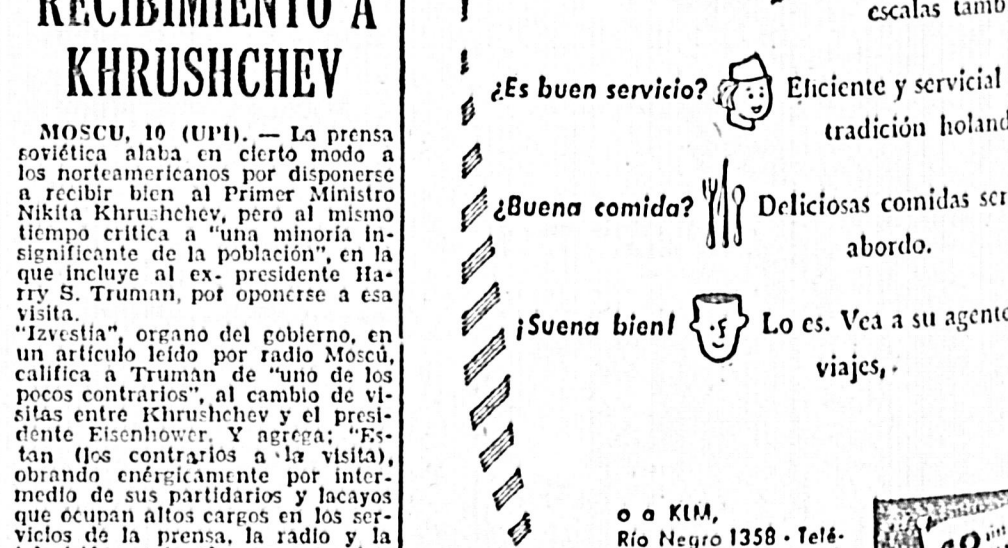 RECIBIMIENTO A
KHRUSHCHEV
MOSCU, 10 (UPI). — La prensa
soviética alaba en cierto modo a
los norteamericanos por disponerse
a recibir bien al Primer Ministro
Nikita Khrushchev, pero al mismo
tiempo critica a "una minoría in-
significante de la población", en la
que incluye al ex- presidente Ha-
rry S. Truman, por oponerse a esa
visita.
"Izvestia", organo del gobierno, en
un artículo leído por radio Moscú,
califica a Truman de "uno de los
pocos contrarios", al cambio de vi-
sitas entre Khrushchev y el presi-
dente Eisenhower. Y agrega: "Es-
tan (los contrarios a la visita),
obrando enérgicamente por inter-
medio de sus partidarios y lacayos
que ocupan altos cargos en los ser-
vicios de la prensa, la radio y la
escalas tamb
¿Es buen servicio? Eficiente y servicial
tradición holand
¿Buena comida? Deliciosas comidas ser
abordo.
¡Suena bien! Lo es. Vea a su agente
viajes,
o a KLM,
Río Negro 1358 - Telé-